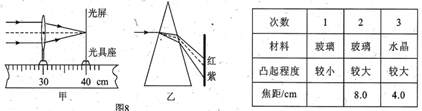 光屏
光具座
30 40 cm
甲
红
紫
乙
图8
次数 1 2 3
材料 玻璃 玻璃 水晶
凸起程度 较小 较大 较大
焦距/cm 8.0 4.0